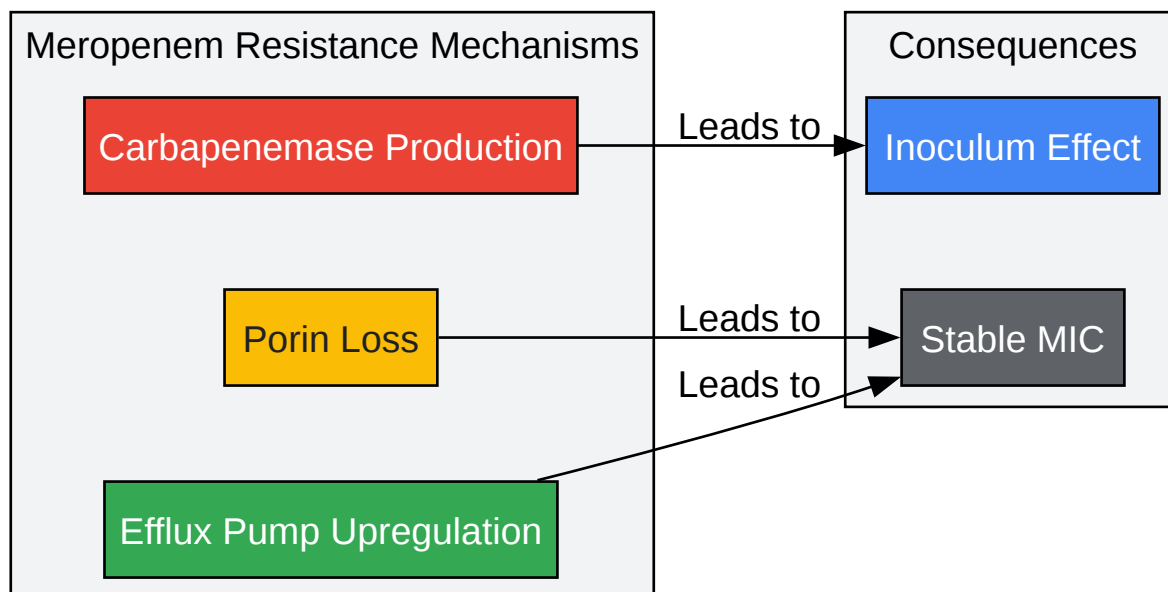 Meropenem Resistance Mechanisms
Consequences
Carbapenemase Production
Leads to
Inoculum Effect
Porin Loss
Leads to
Stable MIC
Leads to
Efflux Pump Upregulation